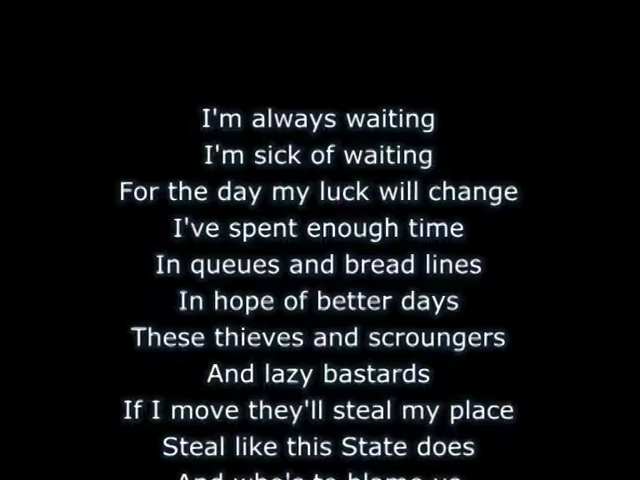 I'm always waiting
I'm sick of waiting
For the day my luck will change
I've spent enough time
In queues and bread lines
In hope of better days
These thieves and scroungers
And lazy bastards
If I move they'll steal my place
Steal like this State does
And who's to blame us